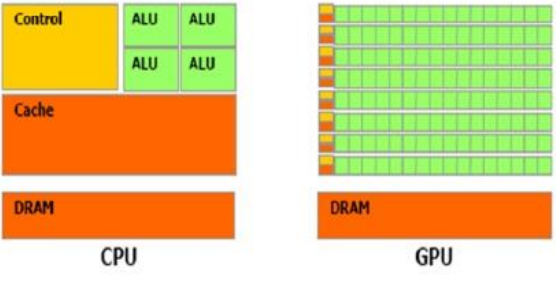 Control
ALU
ALU
ALU
ALU
Cache
DRAM
DRAM
CPU
GPU